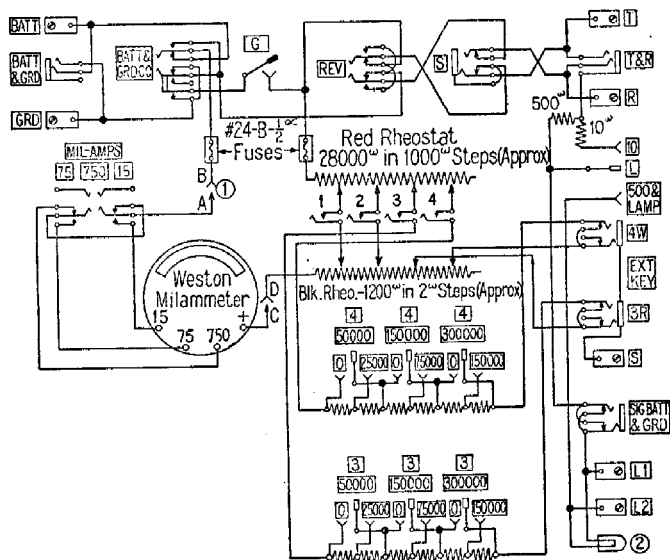 BATT
BATT & GRD
GRD
BATT & GRD CO
G
REV
S
T
T&R
R
#24-B-½ ∝
Fuses
Red Rheostat
28000ω in 1000ω Steps (Approx)
500ω
10ω
10
L
500 & LAMP
MIL-AMPS
75 750 15
B
1
A
1 2 3 4
4W
EXT KEY
3R
S
Weston
Milammeter
15 75 750 +
D
C
Blk. Rheo.-1200ω in 2ω Steps (Approx)
4 4 4
50000 150000 300000
0 25000 0 75000 0 150000
SIG BATT & GRD
3 3 3
50000 150000 300000
0 25000 0 75000 0 150000
L1
L2
2